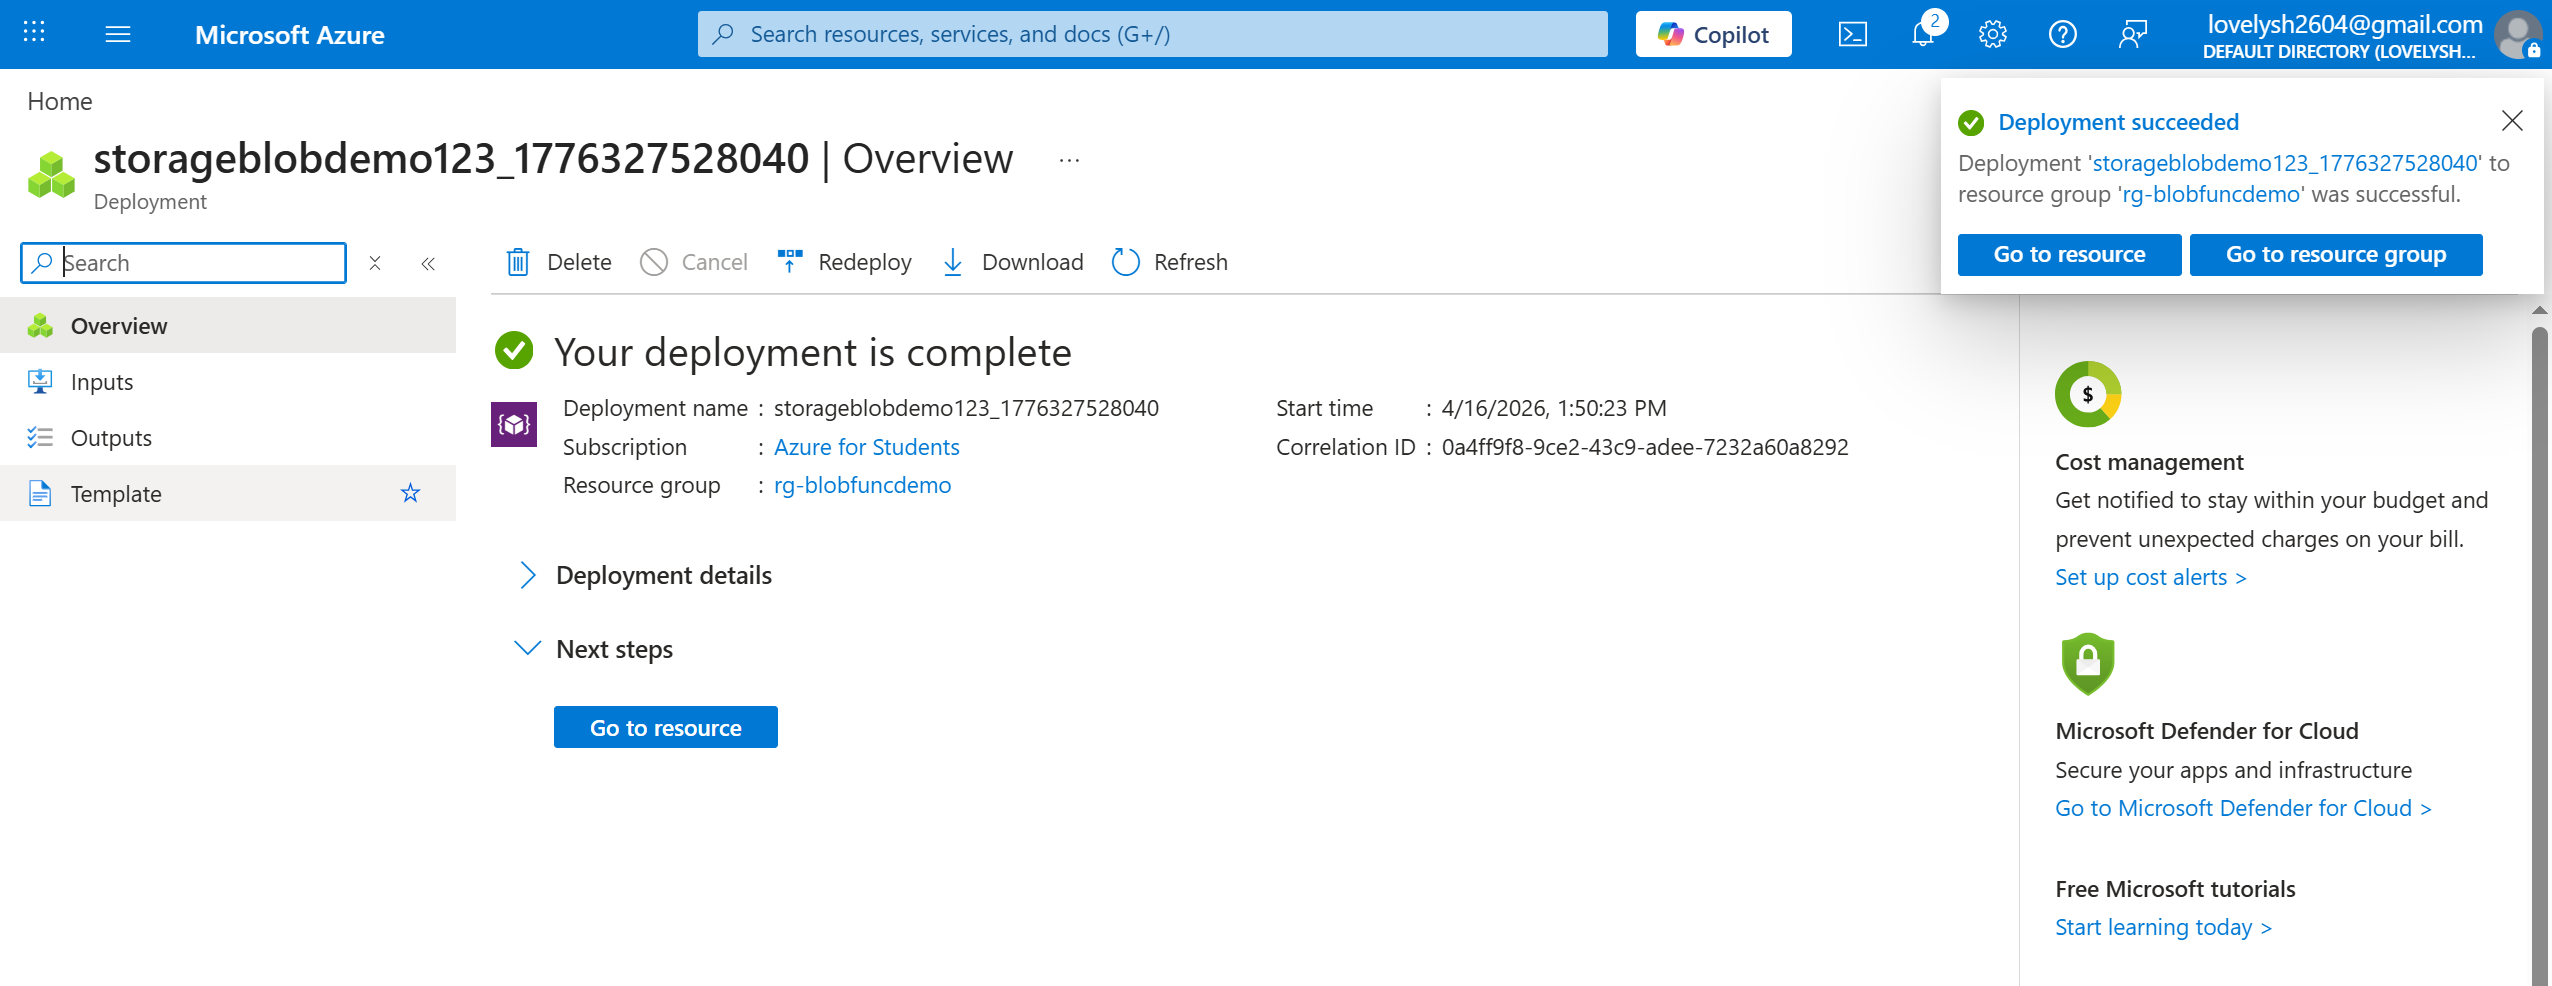 Microsoft Azure
Search resources, services, and docs (G+/)
Copilot
2
lovelysh2604@gmail.com
DEFAULT DIRECTORY (LOVELYSH...
Home
storageblobdemo123_1776327528040 | Overview ...
Deployment
Deployment succeeded
Deployment 'storageblobdemo123_1776327528040' to
resource group 'rg-blobfuncdemo' was successful.
Go to resource
Go to resource group
Search
Delete
Cancel
Redeploy
Download
Refresh
Overview
Inputs
Outputs
Template
Your deployment is complete
Deployment name : storageblobdemo123_1776327528040
Subscription : Azure for Students
Resource group : rg-blobfuncdemo
Start time : 4/16/2026, 1:50:23 PM
Correlation ID : 0a4ff9f8-9ce2-43c9-adee-7232a60a8292
Deployment details
Next steps
Go to resource
$
Cost management
Get notified to stay within your budget and
prevent unexpected charges on your bill.
Set up cost alerts >
Microsoft Defender for Cloud
Secure your apps and infrastructure
Go to Microsoft Defender for Cloud >
Free Microsoft tutorials
Start learning today >